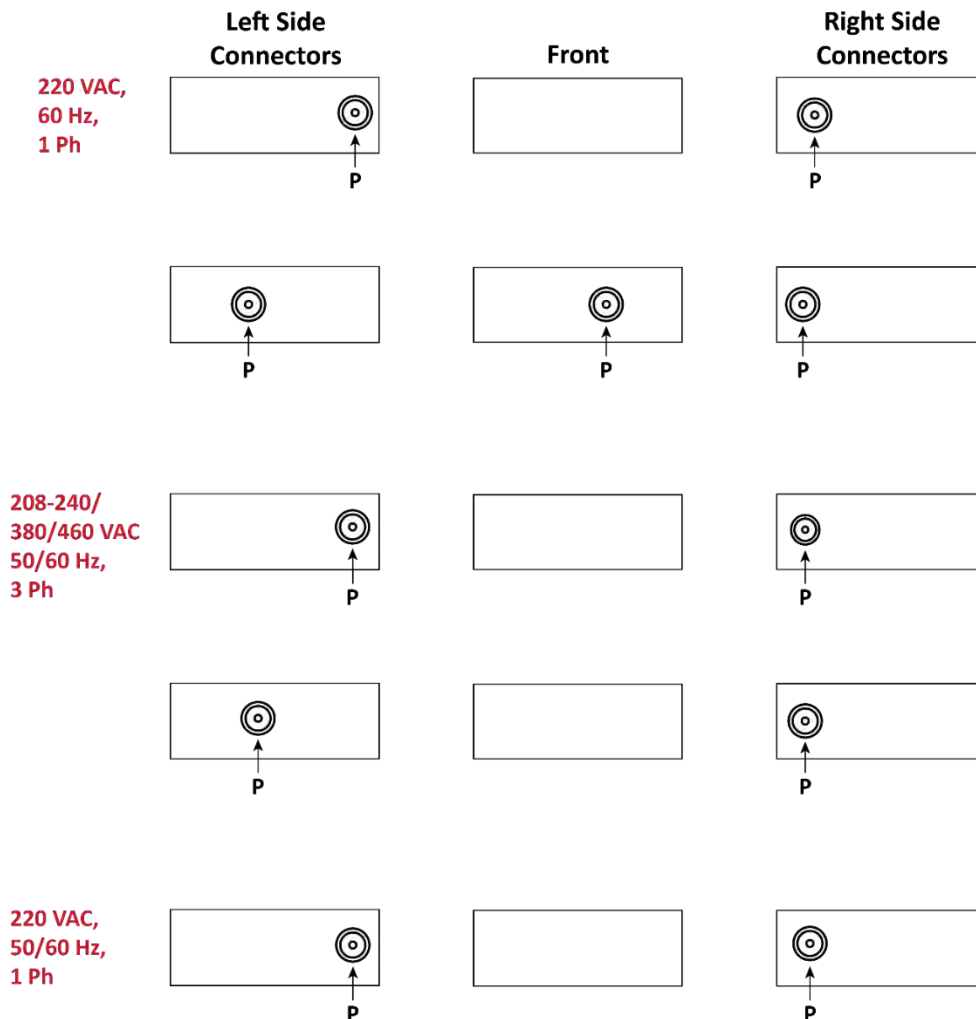 Left Side
Connectors
Front
Right Side
Connectors
220 VAC,
60 Hz,
1 Ph
P
P
P
P
P
208-240/
380/460 VAC
50/60 Hz,
3 Ph
P
P
P
P
220 VAC,
50/60 Hz,
1 Ph
P
P